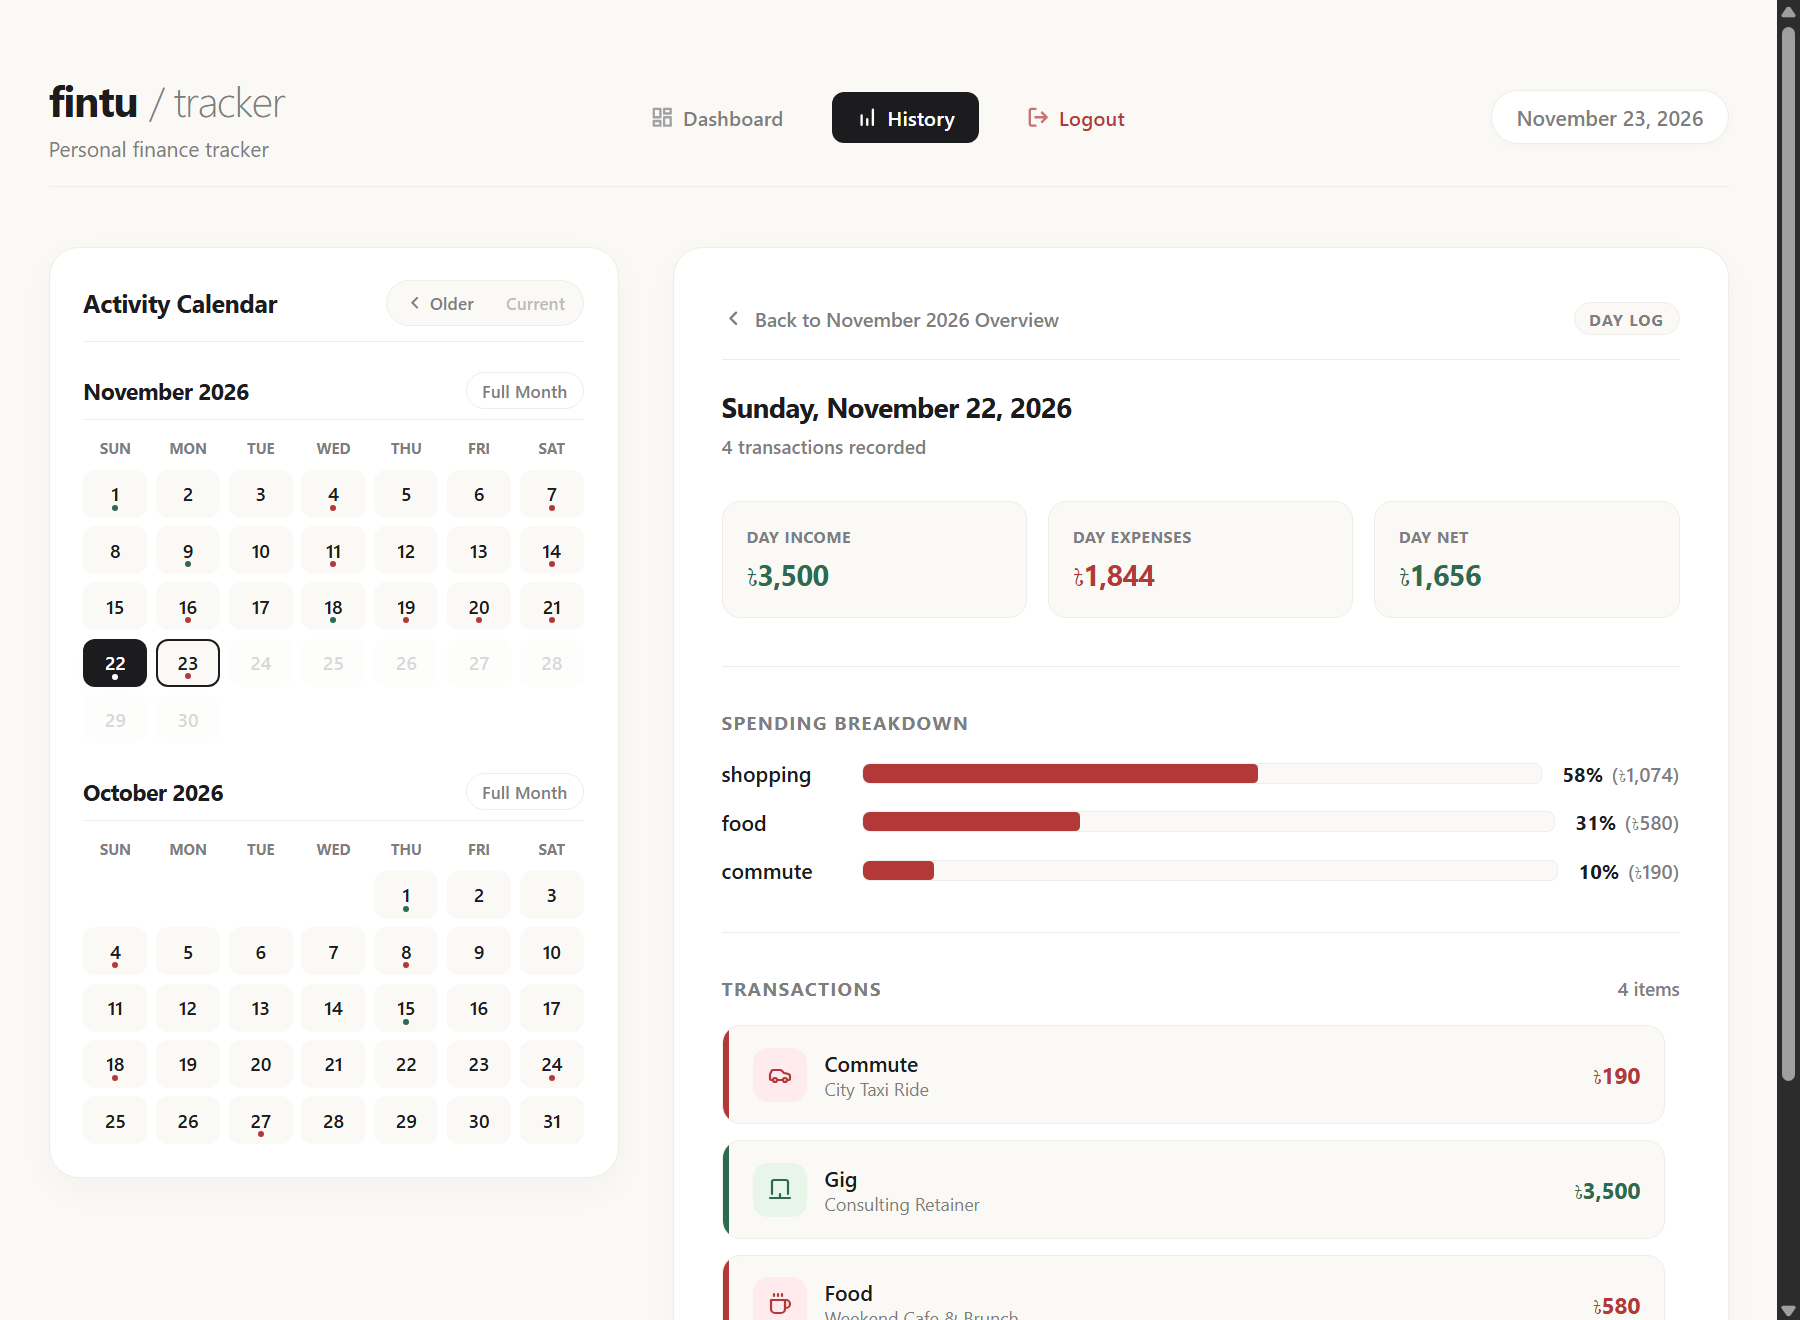 fintu / tracker
Personal finance tracker
Dashboard
History
Logout
November 23, 2026
Activity Calendar
Older
Current
November 2026
Full Month
SUN MON TUE WED THU FRI SAT
1 2 3 4 5 6 7
8 9 10 11 12 13 14
15 16 17 18 19 20 21
22 23 24 25 26 27 28
29 30
October 2026
Full Month
SUN MON TUE WED THU FRI SAT
1 2 3
4 5 6 7 8 9 10
11 12 13 14 15 16 17
18 19 20 21 22 23 24
25 26 27 28 29 30 31
Back to November 2026 Overview
DAY LOG
Sunday, November 22, 2026
4 transactions recorded
DAY INCOME
৳3,500
DAY EXPENSES
৳1,844
DAY NET
৳1,656
SPENDING BREAKDOWN
shopping 58% (৳1,074)
food 31% (৳580)
commute 10% (৳190)
TRANSACTIONS
4 items
Commute
City Taxi Ride
৳190
Gig
Consulting Retainer
৳3,500
Food
Weekend Cafe & Brunch
৳580